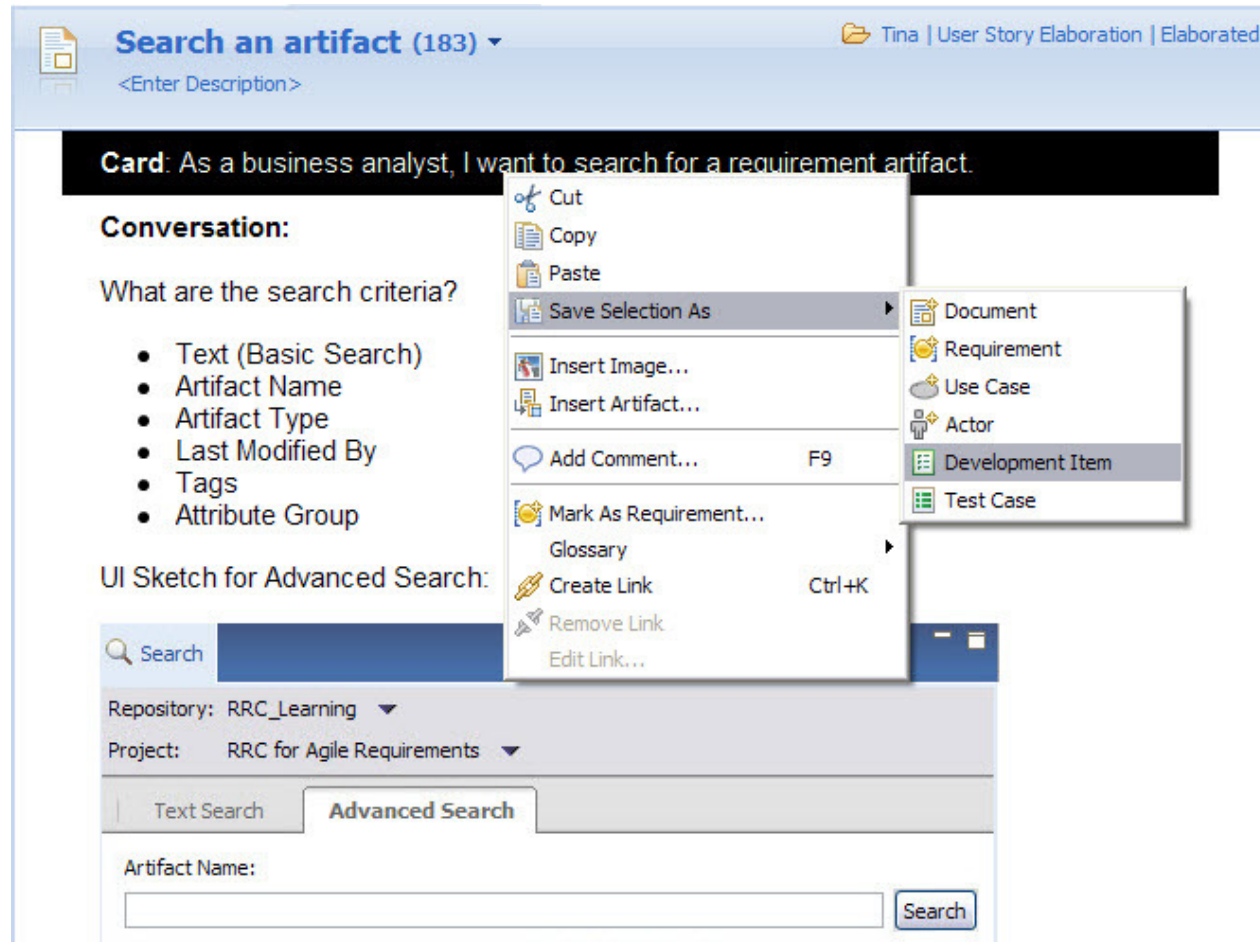 Search an artifact (183)
Tina | User Story Elaboration | Elaborated
<Enter Description>
Card: As a business analyst, I want to search for a requirement artifact.
Conversation:
What are the search criteria?
• Text (Basic Search)
• Artifact Name
• Artifact Type
• Last Modified By
• Tags
• Attribute Group
UI Sketch for Advanced Search:
Cut
Copy
Paste
Save Selection As
Insert Image...
Insert Artifact...
Add Comment... F9
Mark As Requirement...
Glossary
Create Link Ctrl+K
Remove Link
Edit Link...
Document
Requirement
Use Case
Actor
Development Item
Test Case
Search
Repository: RRC_Learning
Project: RRC for Agile Requirements
Text Search Advanced Search
Artifact Name:
Search